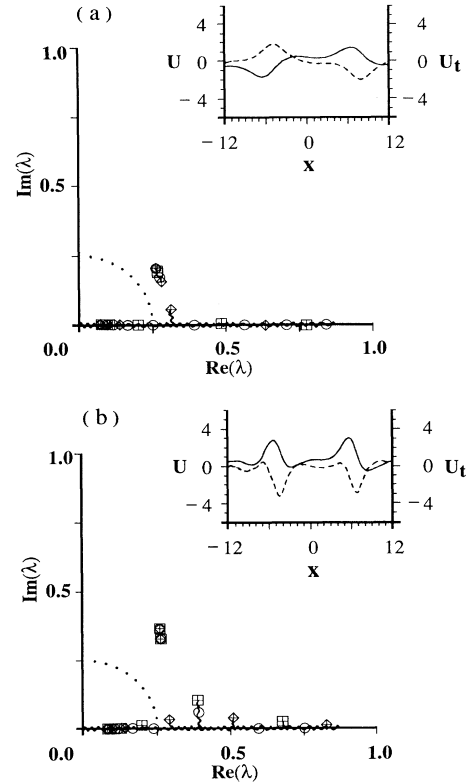 ( a )
4 4
U 0 0 Ut
− 4 − 4
− 12 0 12
x
1.0
Im(λ)
0.5
0.0 0.5 1.0
Re(λ)
( b )
4 4
U 0 0 Ut
− 4 − 4
− 12 0 12
x
1.0
Im(λ)
0.5
0.0 0.5 1.0
Re(λ)